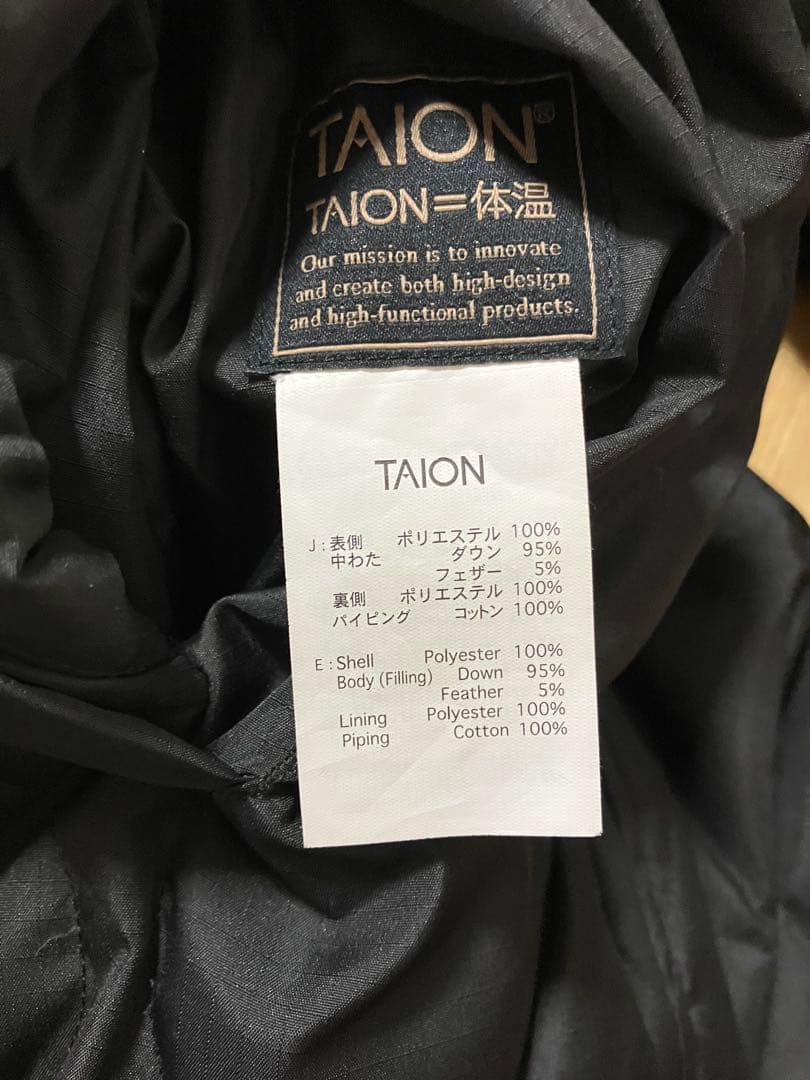 TAION®
TAION=体温
Our mission is to innovate
and create both high-design
and high-functional products.
TAION
J : 表側 ポリエステル 100%
中わた ダウン 95%
フェザー 5%
裏側 ポリエステル 100%
パイピング コットン 100%
E : Shell Polyester 100%
Body (Filling) Down 95%
Feather 5%
Lining Polyester 100%
Piping Cotton 100%